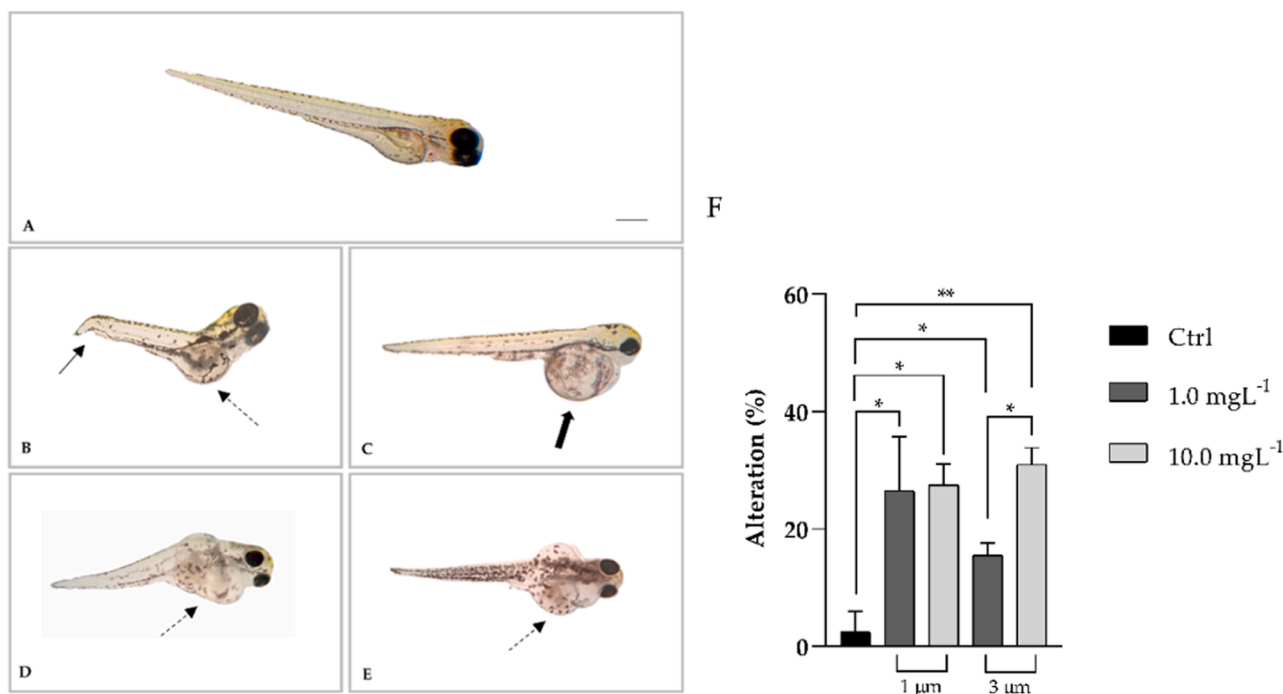 A
B
C
D
E
F
Alteration (%)
60
40
20
0
**
*
*
*
*
1 µm
3 µm
Ctrl
1.0 mgL⁻¹
10.0 mgL⁻¹